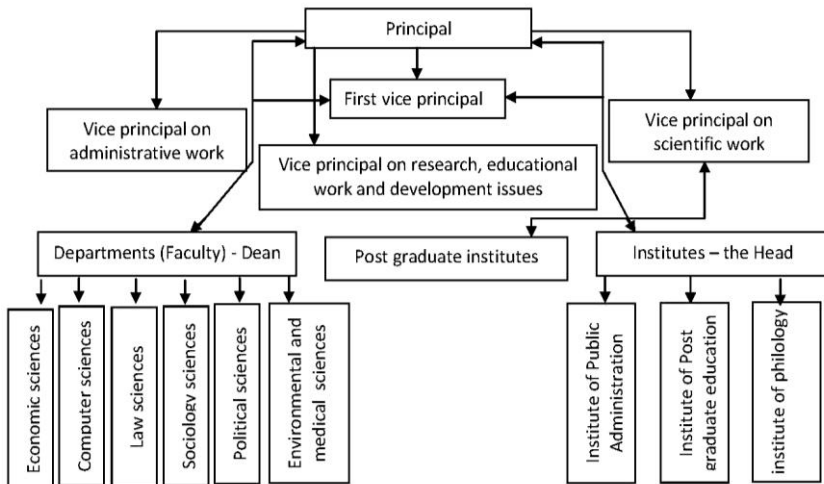 Principal
First vice principal
Vice principal on
administrative work
Vice principal on
scientific work
Vice principal on research, educational
work and development issues
Departments (Faculty) - Dean
Post graduate institutes
Institutes – the Head
Economic sciences
Computer sciences
Law sciences
Sociology sciences
Political sciences
Environmental and
medical sciences
Institute of Public
Administration
Institute of Post
graduate education
institute of philology